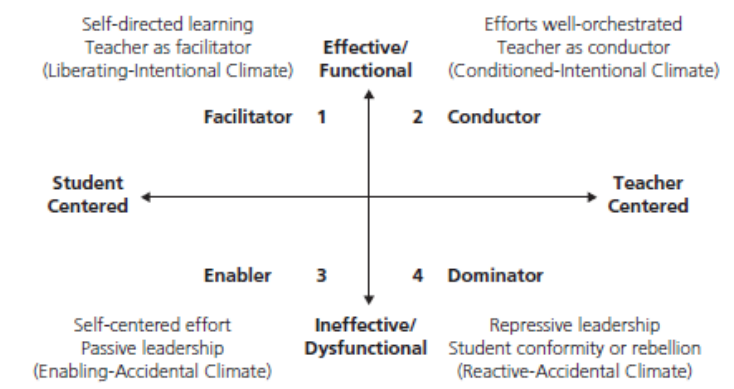 Self-directed learning
Teacher as facilitator
(Liberating-Intentional Climate)
Effective/
Functional
Efforts well-orchestrated
Teacher as conductor
(Conditioned-Intentional Climate)
Facilitator 1
2 Conductor
Student
Centered
Teacher
Centered
Enabler 3
4 Dominator
Self-centered effort
Passive leadership
(Enabling-Accidental Climate)
Ineffective/
Dysfunctional
Repressive leadership
Student conformity or rebellion
(Reactive-Accidental Climate)